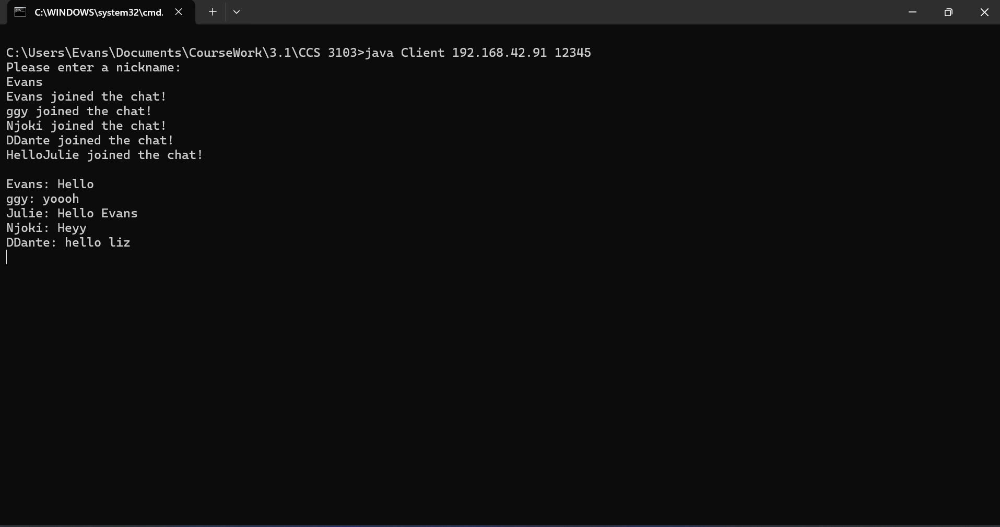 C:\WINDOWS\system32\cmd.
C:\Users\Evans\Documents\CourseWork\3.1\CCS 3103>java Client 192.168.42.91 12345
Please enter a nickname:
Evans
Evans joined the chat!
ggy joined the chat!
Njoki joined the chat!
DDante joined the chat!
HelloJulie joined the chat!
Evans: Hello
ggy: yoooh
Julie: Hello Evans
Njoki: Heyy
DDante: hello liz